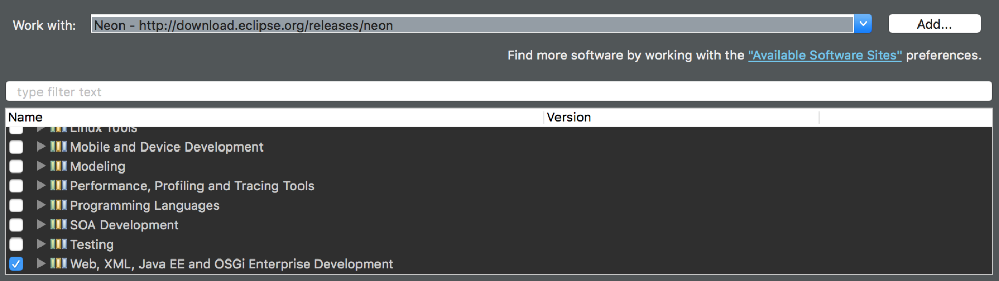 Work with: Neon - http://download.eclipse.org/releases/neon Add...
Find more software by working with the "Available Software Sites" preferences.
type filter text
Name Version
Linux Tools
Mobile and Device Development
Modeling
Performance, Profiling and Tracing Tools
Programming Languages
SOA Development
Testing
Web, XML, Java EE and OSGi Enterprise Development